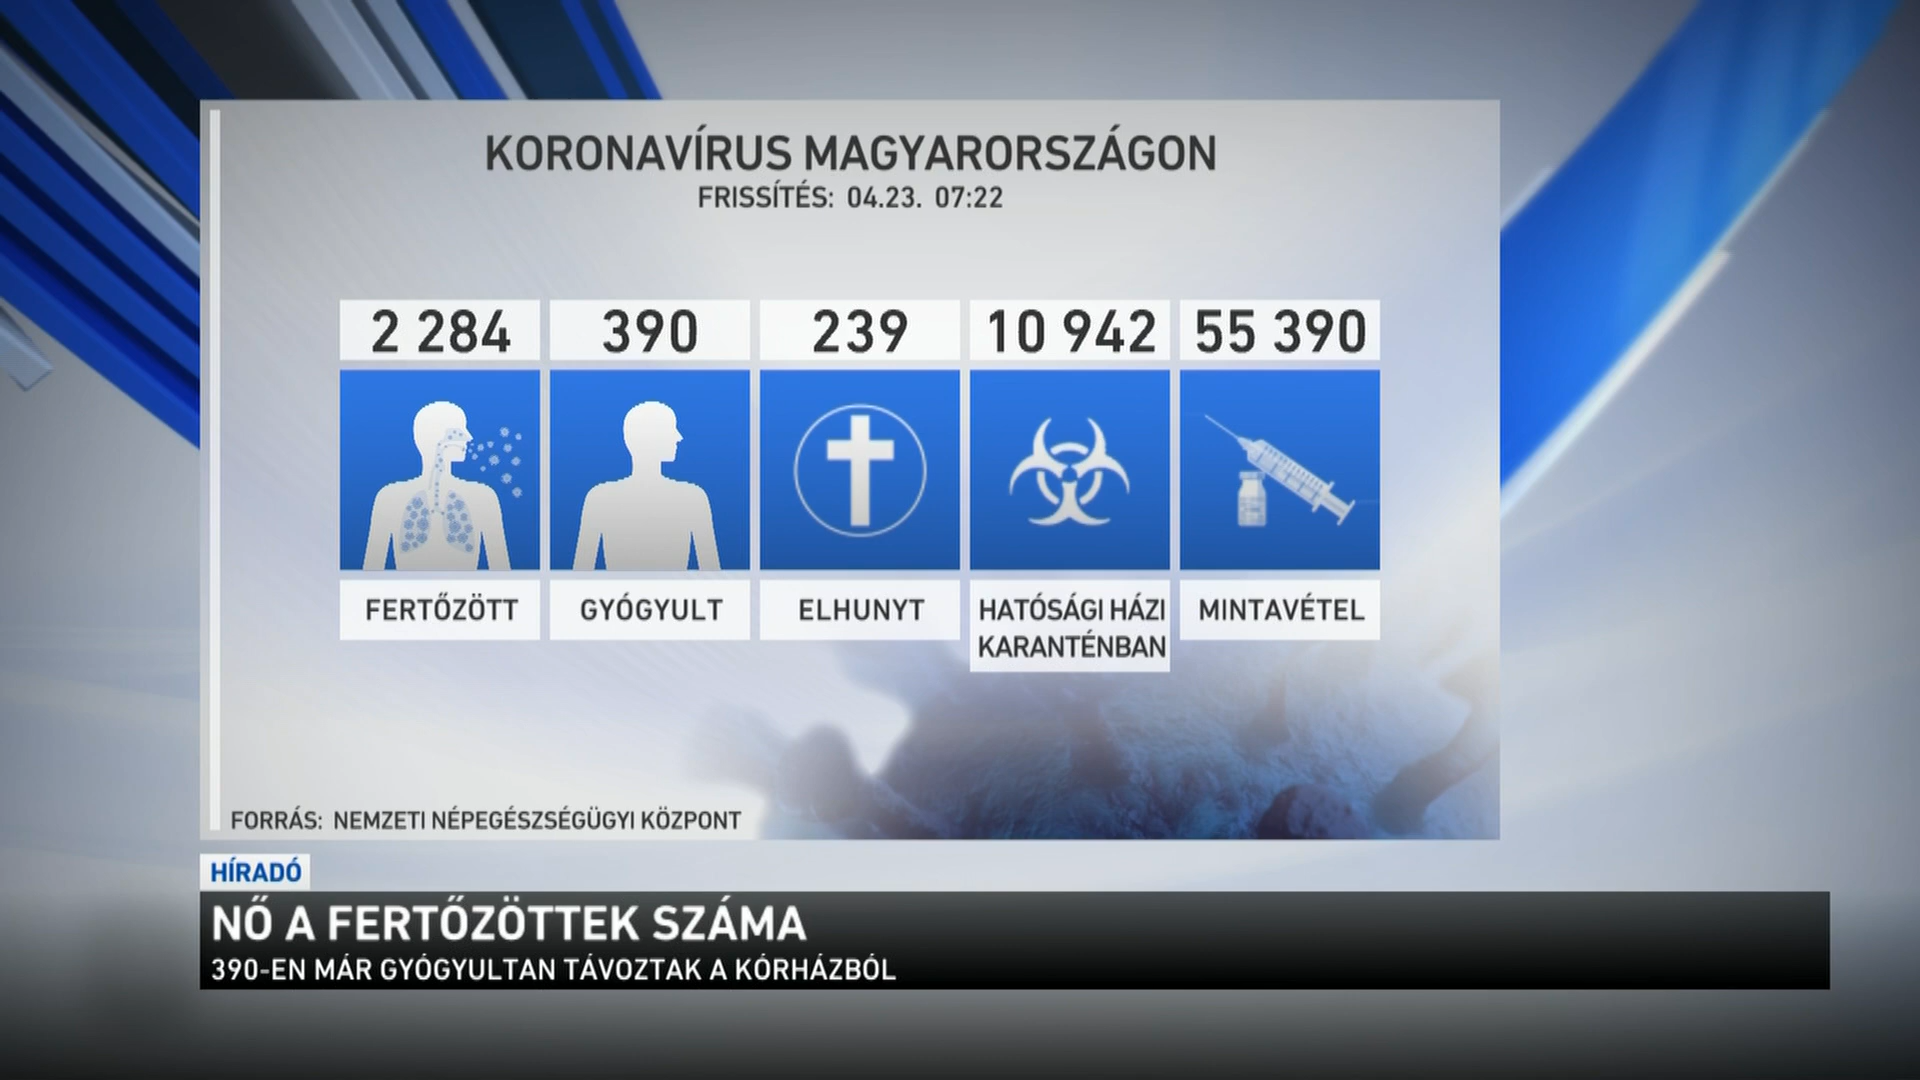 KORONAVÍRUS MAGYARORSZÁGON
FRISSÍTÉS: 04.23. 07:22
2 284
390
239
10 942
55 390
FERTŐZÖTT
GYÓGYULT
ELHUNYT
HATÓSÁGI HÁZI
KARANTÉNBAN
MINTAVÉTEL
FORRÁS: NEMZETI NÉPEGÉSZSÉGÜGYI KÖZPONT
HÍRADÓ
NŐ A FERTŐZÖTTEK SZÁMA
390-EN MÁR GYÓGYULTAN TÁVOZTAK A KÓRHÁZBÓL